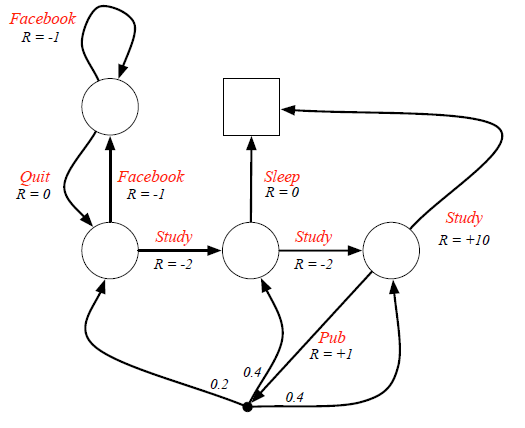 Facebook
R = -1
Quit
R = 0
Facebook
R = -1
Sleep
R = 0
Study
R = +10
Study
R = -2
Study
R = -2
Pub
R = +1
0.4
0.2
0.4